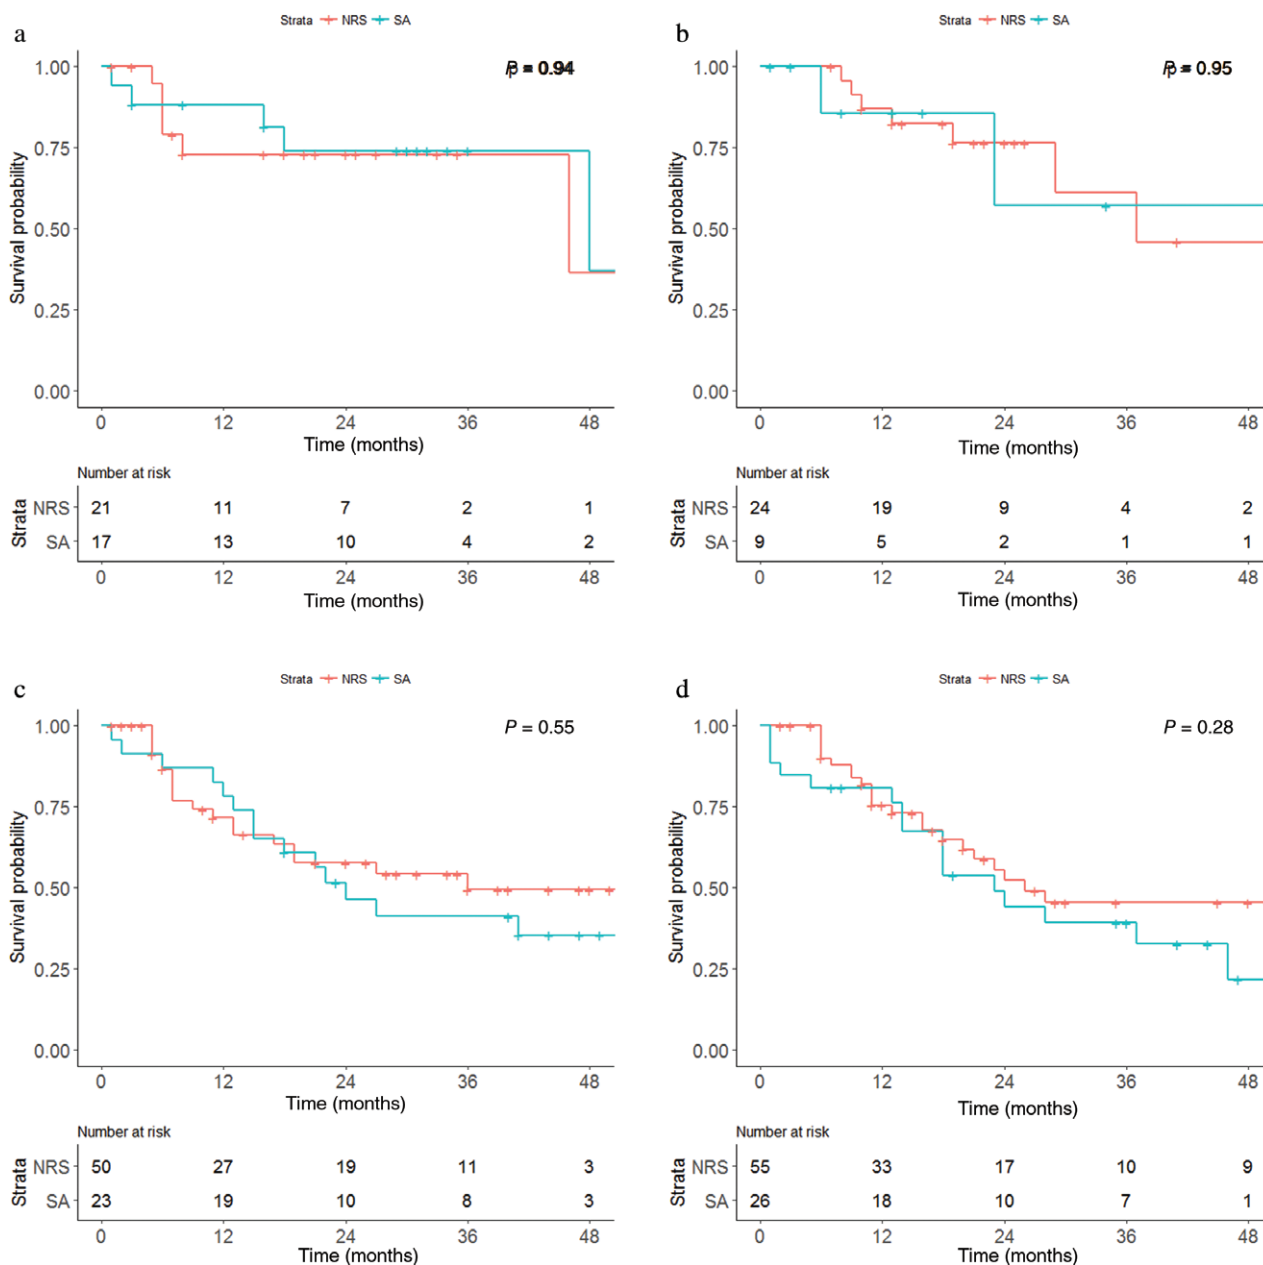 a
Strata NRS SA
P = 0.94
Survival probability
1.00
0.75
0.50
0.25
0.00
0 12 24 36 48
Time (months)
Number at risk
Strata
NRS 21 11 7 2 1
SA 17 13 10 4 2
0 12 24 36 48
Time (months)
b
Strata NRS SA
p = 0.95
Survival probability
1.00
0.75
0.50
0.25
0.00
0 12 24 36 48
Time (months)
Number at risk
Strata
NRS 24 19 9 4 2
SA 9 5 2 1 1
0 12 24 36 48
Time (months)
c
Strata NRS SA
P = 0.55
Survival probability
1.00
0.75
0.50
0.25
0.00
0 12 24 36 48
Time (months)
Number at risk
Strata
NRS 50 27 19 11 3
SA 23 19 10 8 3
0 12 24 36 48
Time (months)
d
Strata NRS SA
P = 0.28
Survival probability
1.00
0.75
0.50
0.25
0.00
0 12 24 36 48
Time (months)
Number at risk
Strata
NRS 55 33 17 10 9
SA 26 18 10 7 1
0 12 24 36 48
Time (months)